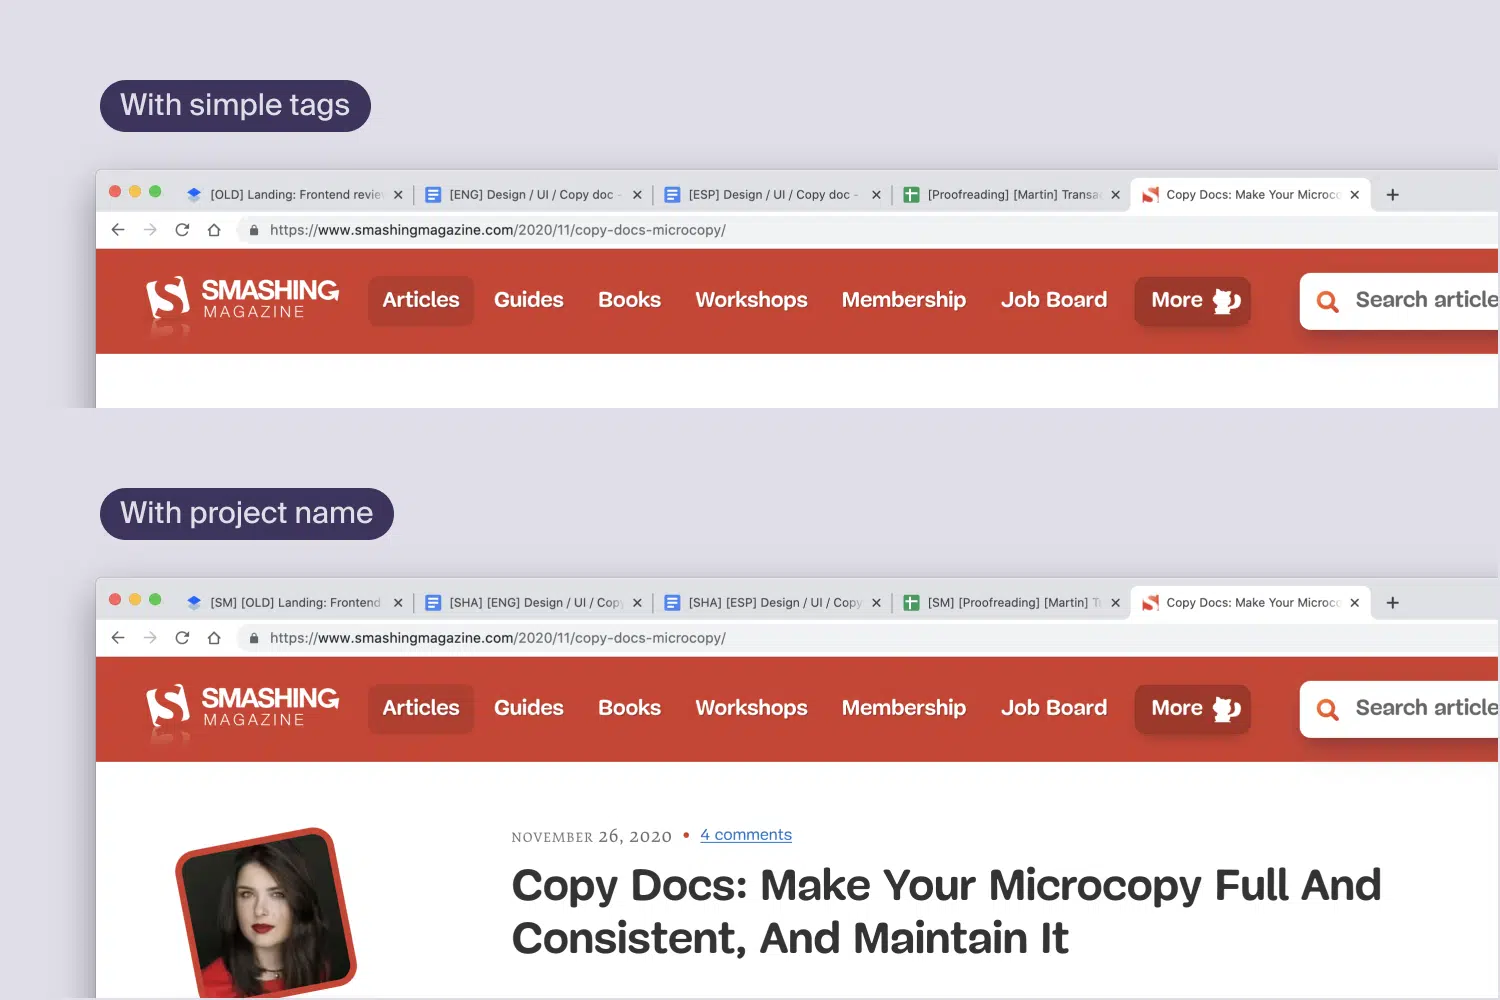 With simple tags
[OLD] Landing: Frontend review
[ENG] Design / UI / Copy doc -
[ESP] Design / UI / Copy doc -
[Proofreading] [Martin] Transa
Copy Docs: Make Your Microco
https://www.smashingmagazine.com/2020/11/copy-docs-microcopy/
SMASHING
MAGAZINE
Articles
Guides
Books
Workshops
Membership
Job Board
More
Search article
With project name
[SM] [OLD] Landing: Frontend
[SHA] [ENG] Design / UI / Copy
[SHA] [ESP] Design / UI / Copy
[SM] [Proofreading] [Martin] T
Copy Docs: Make Your Microco
https://www.smashingmagazine.com/2020/11/copy-docs-microcopy/
SMASHING
MAGAZINE
Articles
Guides
Books
Workshops
Membership
Job Board
More
Search article
NOVEMBER 26, 2020 • 4 comments
Copy Docs: Make Your Microcopy Full And
Consistent, And Maintain It